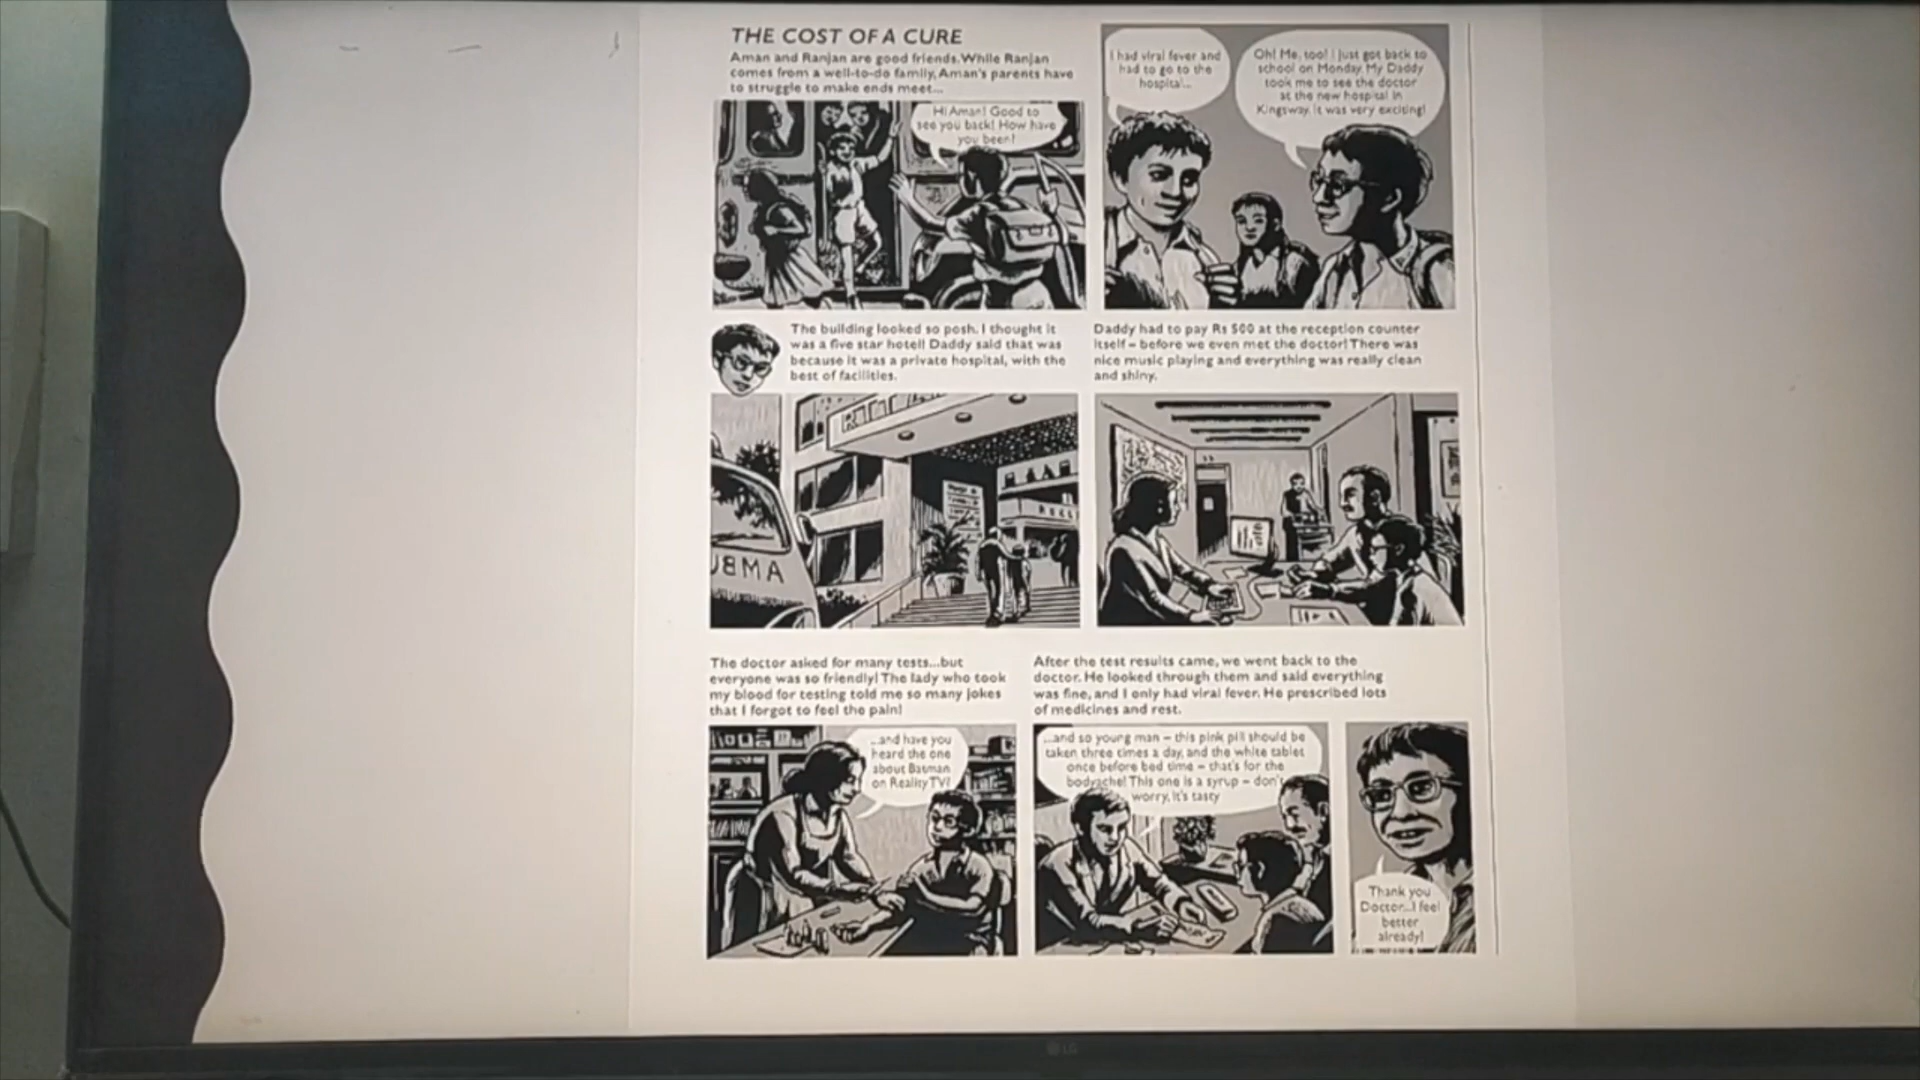 THE COST OF A CURE
Aman and Ranjan are good friends. While Ranjan
comes from a well-to-do family, Aman's parents have
to struggle to make ends meet...
Hi Aman! Good to
see you back! How have
you been?
I had viral fever and
had to go to the
hospital...
Oh! Me, too! I just got back to
school on Monday. My Daddy
took me to see the doctor
at the new hospital in
Kingsway. It was very exciting!
The building looked so posh. I thought it
was a five star hotel! Daddy said that was
because it was a private hospital, with the
best of facilities.
Daddy had to pay Rs 500 at the reception counter
itself – before we even met the doctor! There was
nice music playing and everything was really clean
and shiny.
The doctor asked for many tests...but
everyone was so friendly! The lady who took
my blood for testing told me so many jokes
that I forgot to feel the pain!
After the test results came, we went back to the
doctor. He looked through them and said everything
was fine, and I only had viral fever. He prescribed lots
of medicines and rest.
...and have you
heard the one
about Batman
on Reality TV?
...and so young man – this pink pill should be
taken three times a day, and the white tablet
once before bed time – that's for the
bodyache! This one is a syrup – don't
worry, it's tasty
Thank you
Doctor...I feel
better
already!
LG